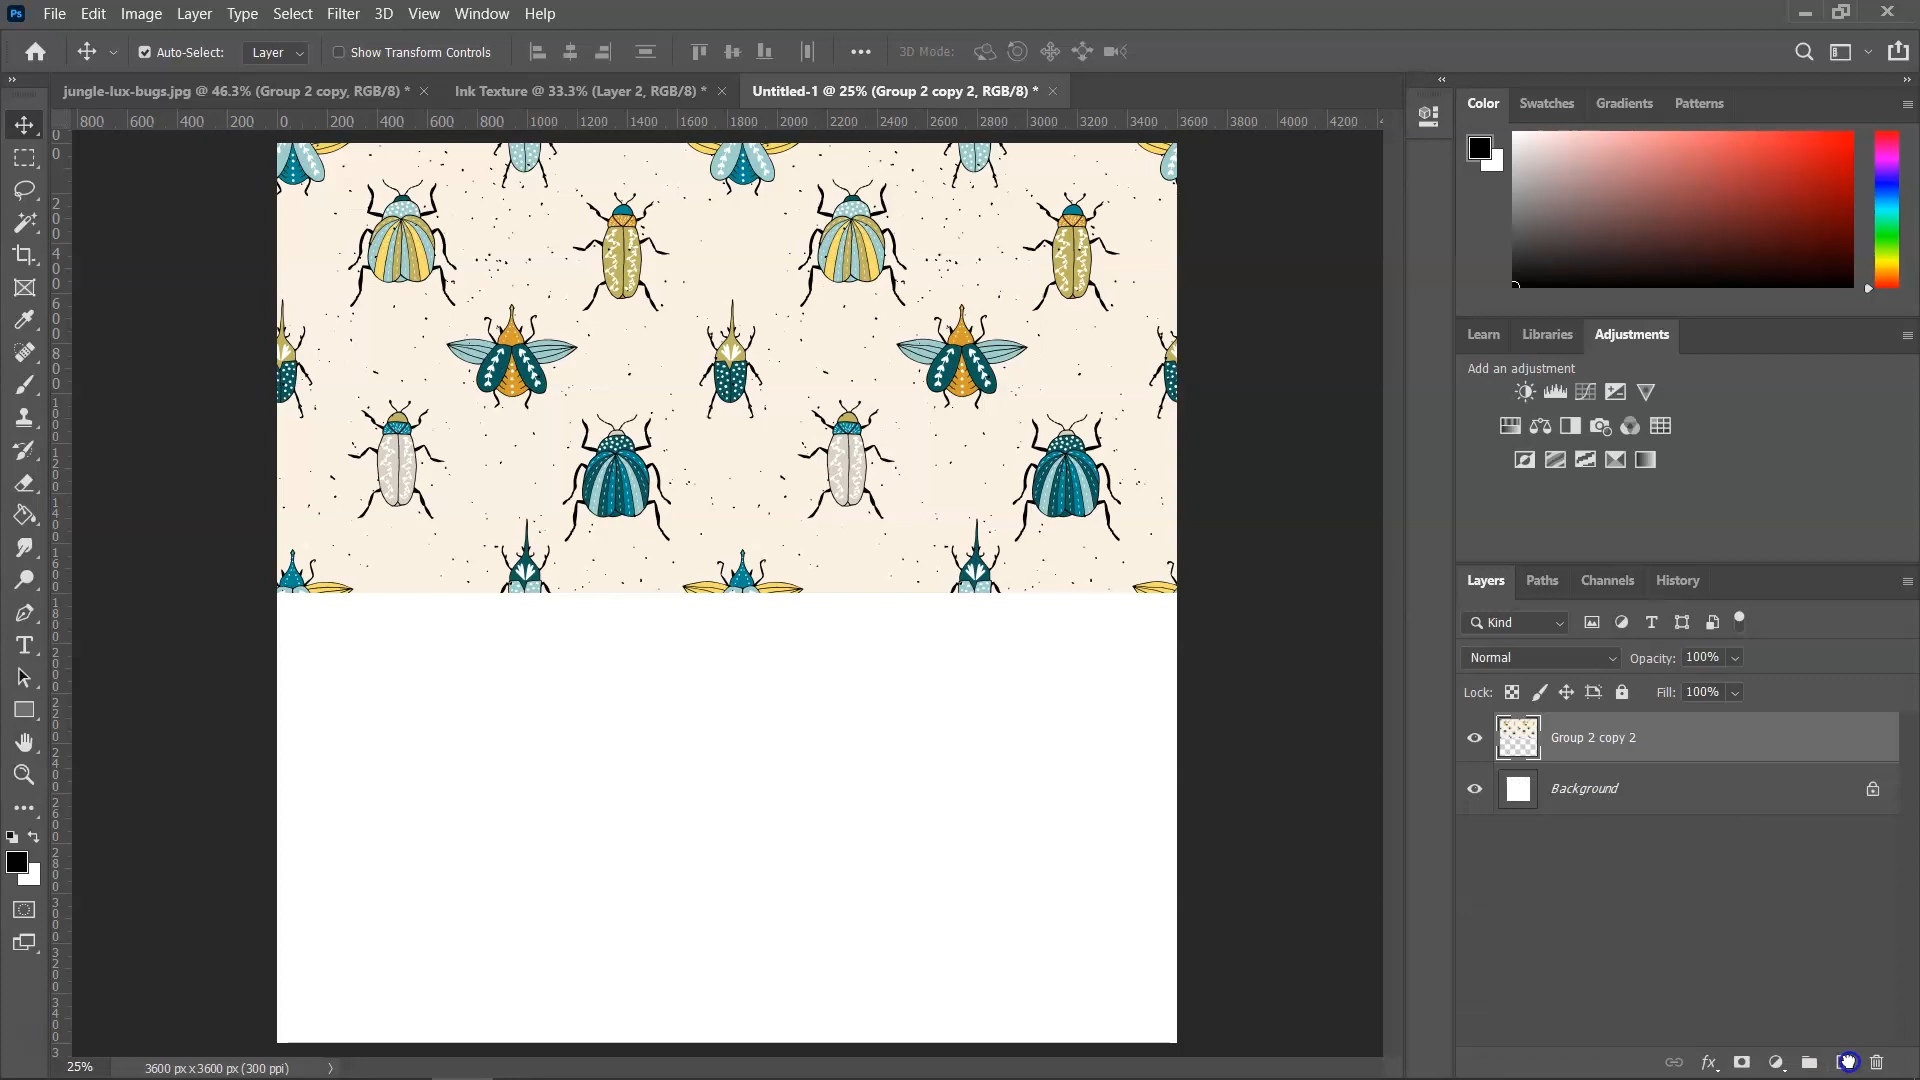 Ps File Edit Image Layer Type Select Filter 3D View Window Help
Auto-Select: Layer Show Transform Controls 3D Mode:
jungle-lux-bugs.jpg @ 46.3% (Group 2 copy, RGB/8) * Ink Texture @ 33.3% (Layer 2, RGB/8) * Untitled-1 @ 25% (Group 2 copy 2, RGB/8) *
800 600 400 200 0 200 400 600 800 1000 1200 1400 1600 1800 2000 2200 2400 2600 2800 3000 3200 3400 3600 3800 4000 4200
Color Swatches Gradients Patterns
Learn Libraries Adjustments
Add an adjustment
Layers Paths Channels History
Kind
Normal Opacity: 100%
Lock: Fill: 100%
Group 2 copy 2
Background
fx
25% 3600 px x 3600 px (300 ppi)